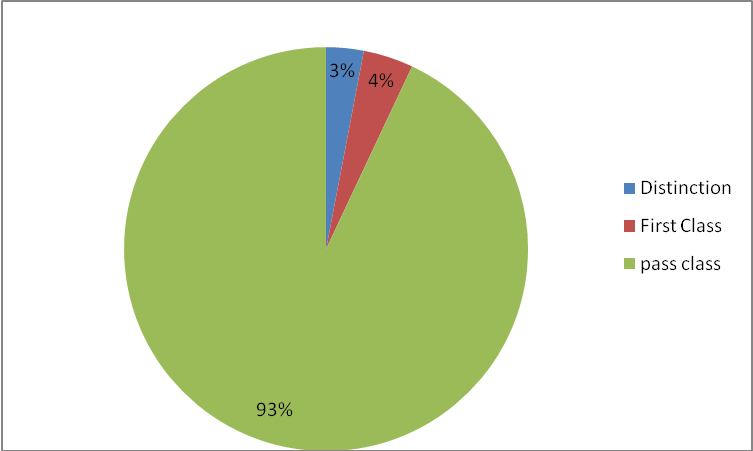 3%
4%
93%
Distinction
First Class
pass class